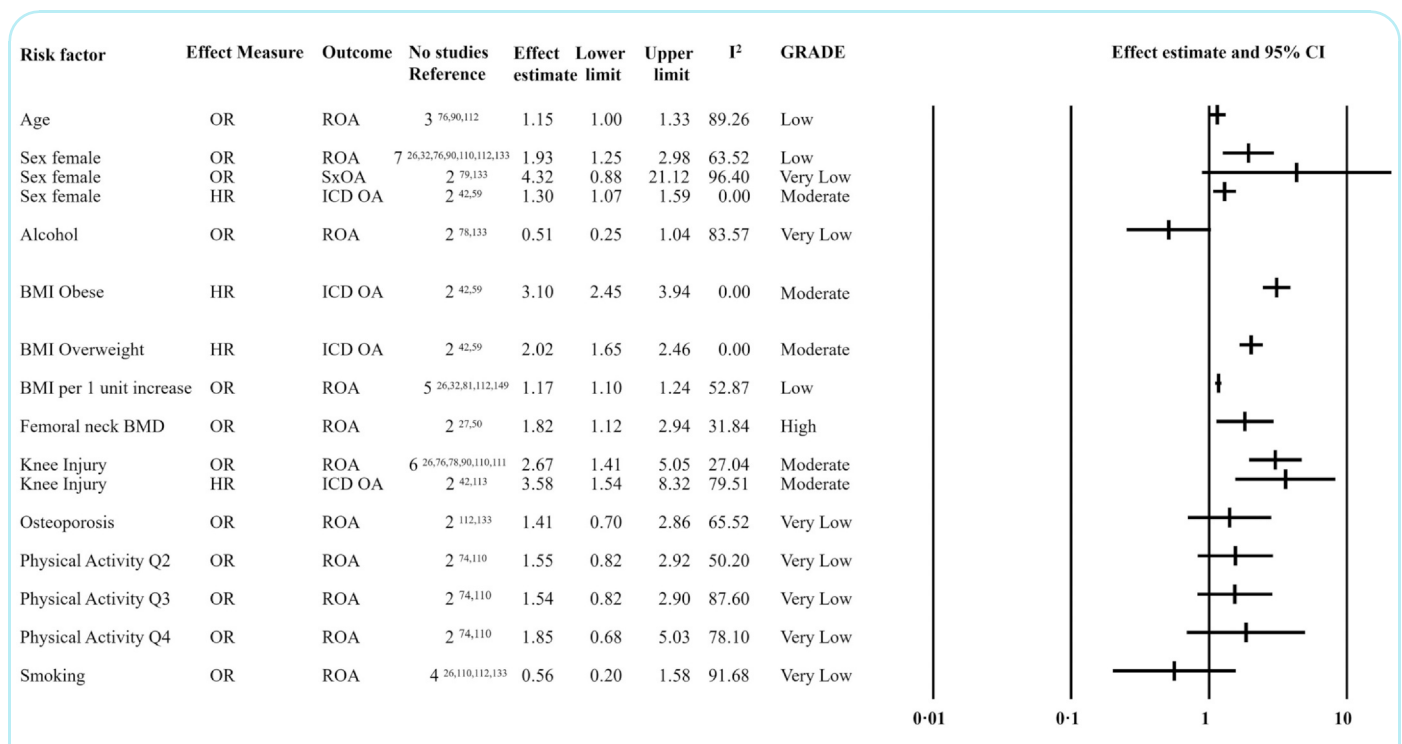 Risk factor Effect Measure Outcome No studies Reference Effect estimate Lower limit Upper limit I² GRADE Effect estimate and 95% CI
Age OR ROA 3 76,90,112 1.15 1.00 1.33 89.26 Low
Sex female OR ROA 7 26,32,76,90,110,112,133 1.93 1.25 2.98 63.52 Low
Sex female OR SxOA 2 79,133 4.32 0.88 21.12 96.40 Very Low
Sex female HR ICD OA 2 42,59 1.30 1.07 1.59 0.00 Moderate
Alcohol OR ROA 2 78,133 0.51 0.25 1.04 83.57 Very Low
BMI Obese HR ICD OA 2 42,59 3.10 2.45 3.94 0.00 Moderate
BMI Overweight HR ICD OA 2 42,59 2.02 1.65 2.46 0.00 Moderate
BMI per 1 unit increase OR ROA 5 26,32,81,112,149 1.17 1.10 1.24 52.87 Low
Femoral neck BMD OR ROA 2 27,50 1.82 1.12 2.94 31.84 High
Knee Injury OR ROA 6 26,76,78,90,110,111 2.67 1.41 5.05 27.04 Moderate
Knee Injury HR ICD OA 2 42,113 3.58 1.54 8.32 79.51 Moderate
Osteoporosis OR ROA 2 112,133 1.41 0.70 2.86 65.52 Very Low
Physical Activity Q2 OR ROA 2 74,110 1.55 0.82 2.92 50.20 Very Low
Physical Activity Q3 OR ROA 2 74,110 1.54 0.82 2.90 87.60 Very Low
Physical Activity Q4 OR ROA 2 74,110 1.85 0.68 5.03 78.10 Very Low
Smoking OR ROA 4 26,110,112,133 0.56 0.20 1.58 91.68 Very Low
0·01 0·1 1 10